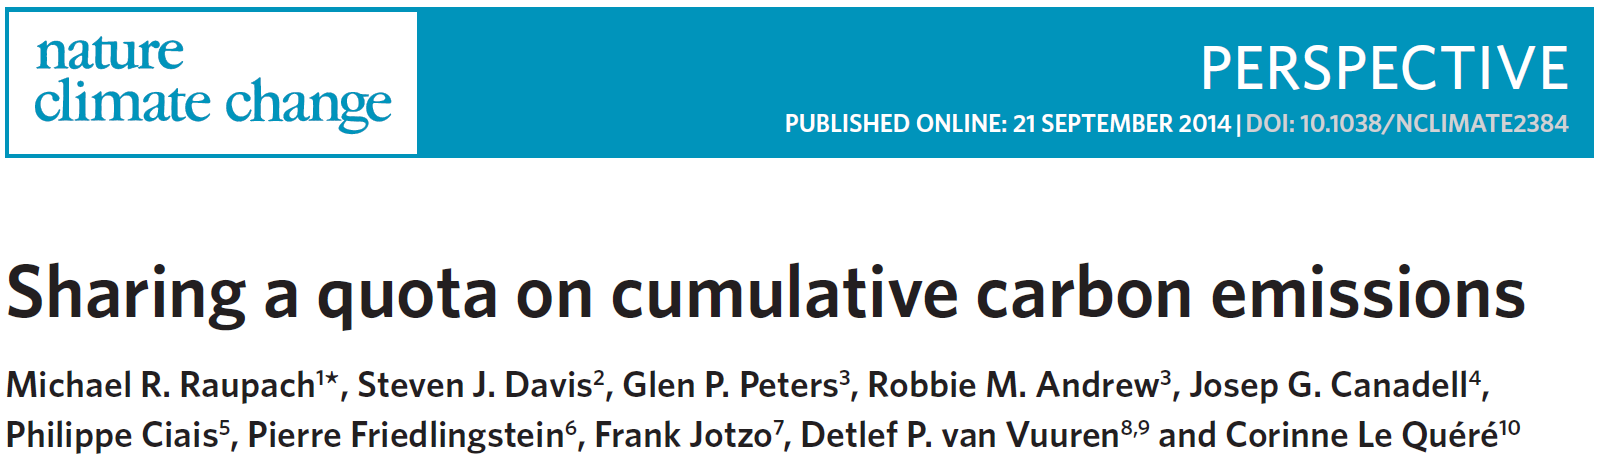 nature
climate change
PERSPECTIVE
PUBLISHED ONLINE: 21 SEPTEMBER 2014 | DOI: 10.1038/NCLIMATE2384
Sharing a quota on cumulative carbon emissions
Michael R. Raupach1*, Steven J. Davis2, Glen P. Peters3, Robbie M. Andrew3, Josep G. Canadell4,
Philippe Ciais5, Pierre Friedlingstein6, Frank Jotzo7, Detlef P. van Vuuren8,9 and Corinne Le Quéré10